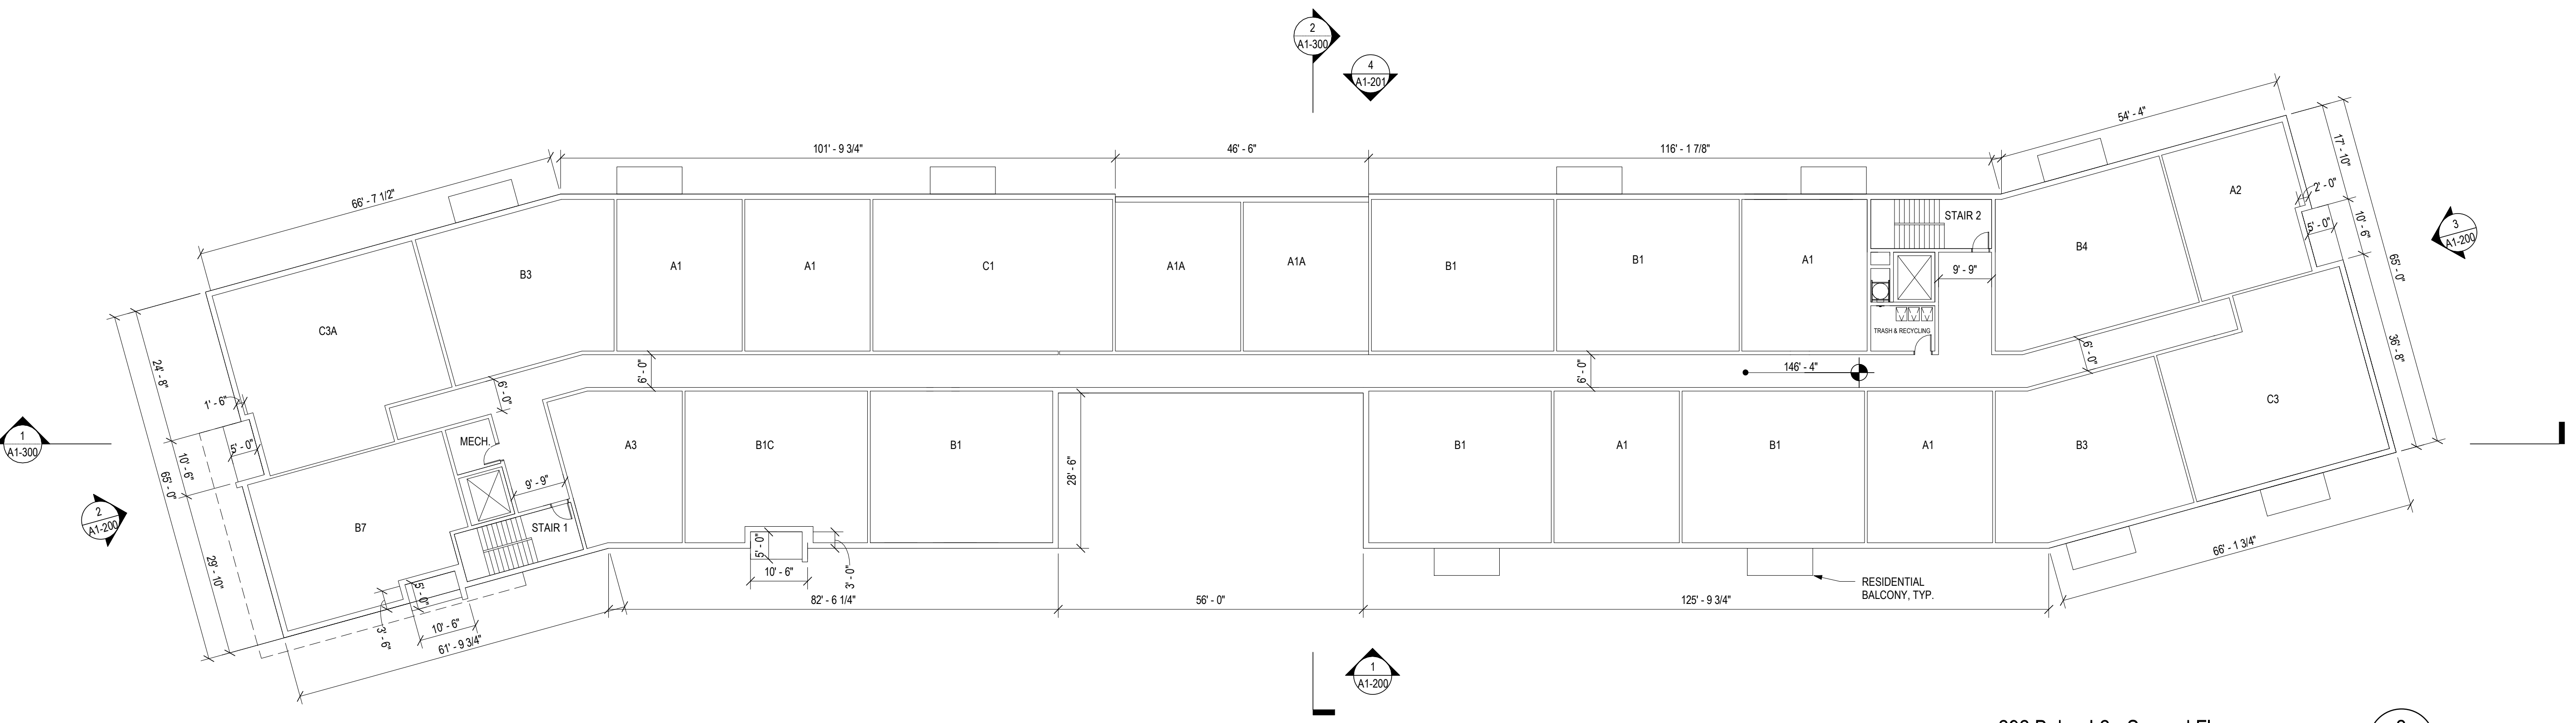 2
A1-300
4
A1-201
54' - 4"
101' - 9 3/4"
46' - 6"
116' - 1 7/8"
17' - 10"
66' - 7 1/2"
2' - 0"
A2
STAIR 2
10' - 6"
5' - 0"
3
A1-200
B4
65' - 0"
B3
A1
A1
C1
A1A
A1A
B1
B1
A1
9' - 9"
C3A
TRASH & RECYCLING
36' - 8"
24' - 8"
6' - 0"
6' - 0"
6' - 0"
146' - 4"
6' - 0"
1' - 6"
C3
1
A1-300
MECH.
5' - 0"
A3
B1C
B1
B1
A1
B1
A1
B3
10' - 6"
65' - 0"
28' - 6"
9' - 9"
2
A1-200
B7
STAIR 1
5' - 0"
66' - 1 3/4"
29' - 10"
10' - 6"
3' - 0"
5' - 0"
RESIDENTIAL
BALCONY, TYP.
82' - 6 1/4"
56' - 0"
125' - 9 3/4"
3' - 6"
10' - 6"
61' - 9 3/4"
1
A1-200